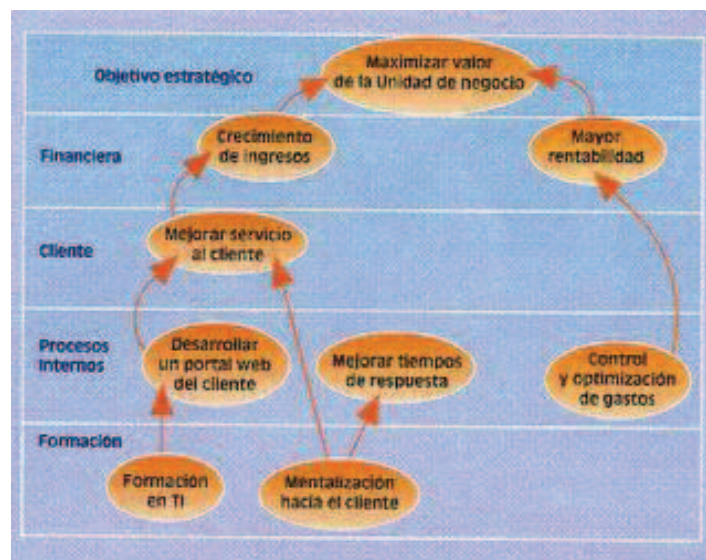 Objetivo estratégico
Maximizar valor
de la Unidad de negocio
Financiera
Crecimiento
de ingresos
Mayor
rentabilidad
Cliente
Mejorar servicio
al cliente
Procesos
Internos
Desarrollar
un portal web
del cliente
Mejorar tiempos
de respuesta
Control
y optimización
de gastos
Formación
Formación
en TI
Mentalización
hacia el cliente